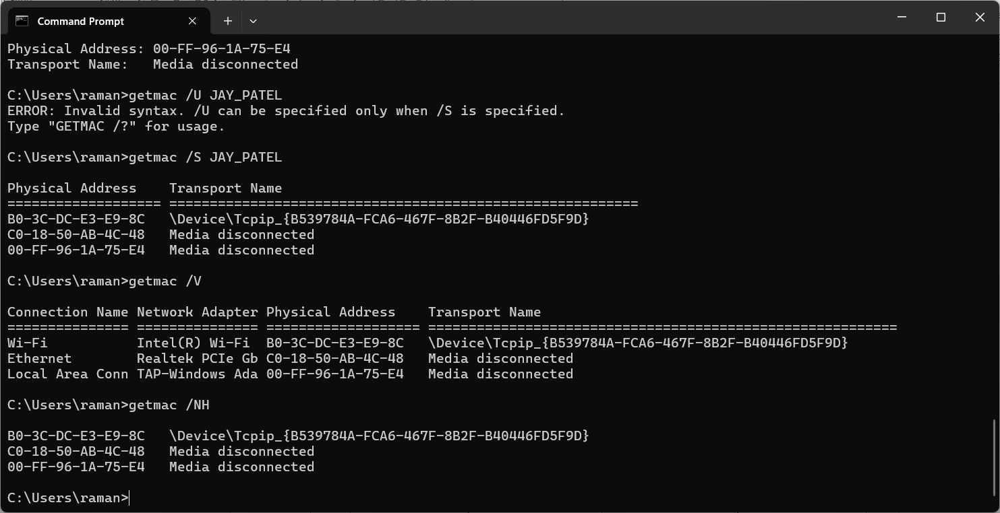 Command Prompt
Physical Address: 00-FF-96-1A-75-E4
Transport Name:   Media disconnected
C:\Users\raman>getmac /U JAY_PATEL
ERROR: Invalid syntax. /U can be specified only when /S is specified.
Type "GETMAC /?" for usage.
C:\Users\raman>getmac /S JAY_PATEL
Physical Address    Transport Name
=================== ==========================================================
B0-3C-DC-E3-E9-8C   \Device\Tcpip_{B539784A-FCA6-467F-8B2F-B40446FD5F9D}
C0-18-50-AB-4C-48   Media disconnected
00-FF-96-1A-75-E4   Media disconnected
C:\Users\raman>getmac /V
Connection Name Network Adapter Physical Address    Transport Name
=============== =============== =================== ==========================================================
Wi-Fi           Intel(R) Wi-Fi  B0-3C-DC-E3-E9-8C   \Device\Tcpip_{B539784A-FCA6-467F-8B2F-B40446FD5F9D}
Ethernet        Realtek PCIe Gb C0-18-50-AB-4C-48   Media disconnected
Local Area Conn TAP-Windows Ada 00-FF-96-1A-75-E4   Media disconnected
C:\Users\raman>getmac /NH
B0-3C-DC-E3-E9-8C   \Device\Tcpip_{B539784A-FCA6-467F-8B2F-B40446FD5F9D}
C0-18-50-AB-4C-48   Media disconnected
00-FF-96-1A-75-E4   Media disconnected
C:\Users\raman>